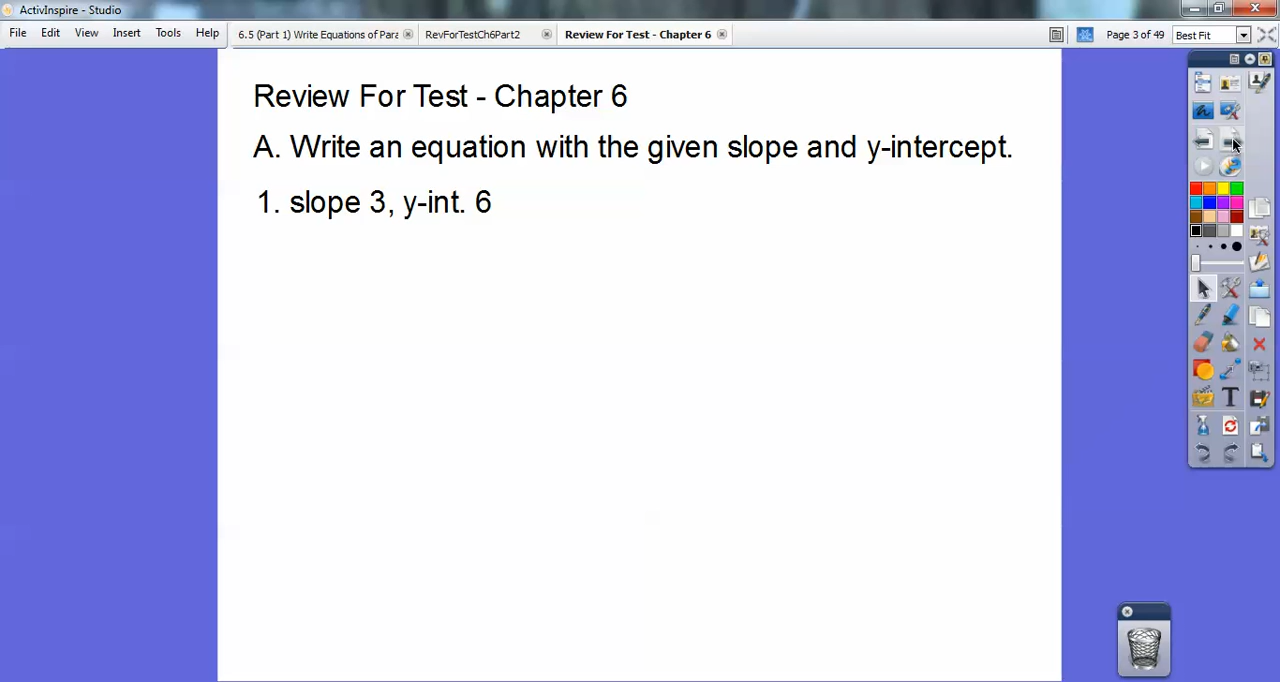 ActivInspire - Studio
File Edit View Insert Tools Help
6.5 (Part 1) Write Equations of Par
RevForTestCh6Part2
Review For Test - Chapter 6
Page 3 of 49
Best Fit
Review For Test - Chapter 6
A. Write an equation with the given slope and y-intercept.
1. slope 3, y-int. 6